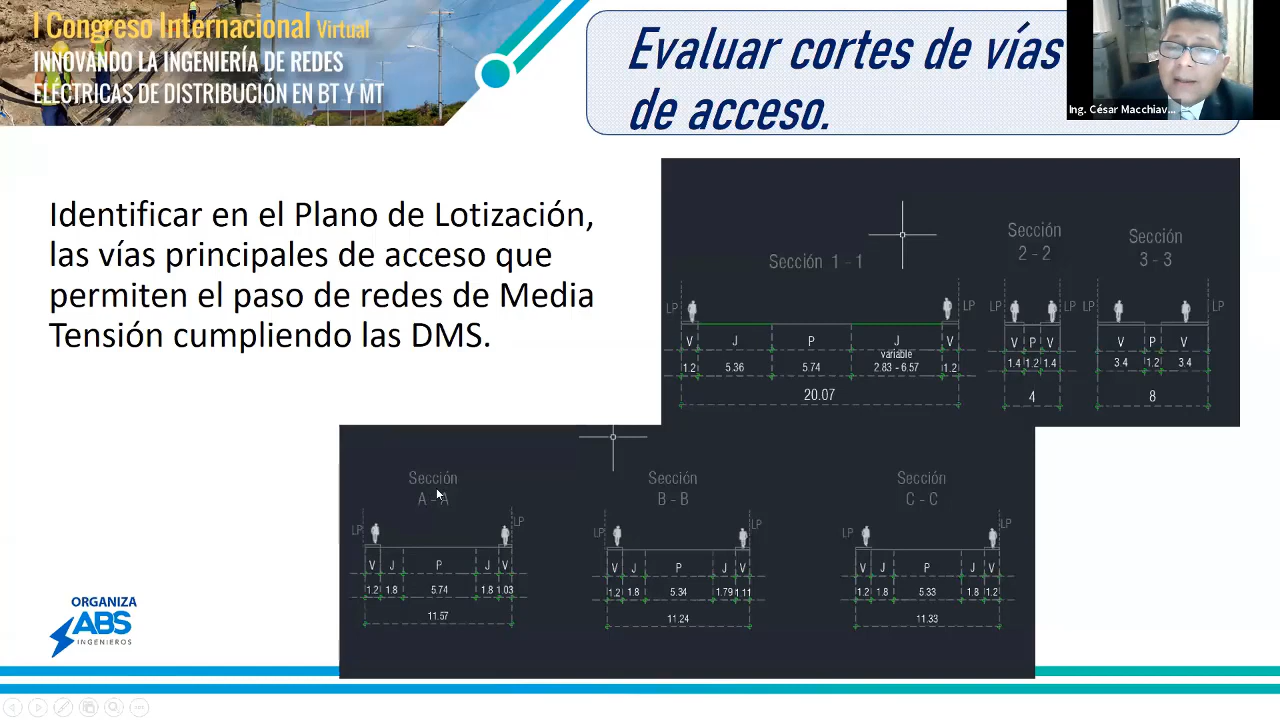 I Congreso Internacional Virtual
INNOVANDO LA INGENIERÍA DE REDES
ELÉCTRICAS DE DISTRIBUCIÓN EN BT Y MT
Evaluar cortes de vías
de acceso.
Ing. César Macchiav...
Identificar en el Plano de Lotización,
las vías principales de acceso que
permiten el paso de redes de Media
Tensión cumpliendo las DMS.
Sección 1 - 1
LP LP
V J P J V
variable
1.2 5.36 5.74 2.83 - 6.57 1.2
20.07
Sección
2 - 2
LP LP
V P V
1.4 1.2 1.4
4
Sección
3 - 3
LP LP
V P V
3.4 1.2 3.4
8
Sección
A - A
LP LP
V J P J V
1.2 1.8 5.74 1.8 1.03
11.57
Sección
B - B
LP LP
V J P J V
1.2 1.8 5.34 1.79 1.11
11.24
Sección
C - C
LP LP
V J P J V
1.2 1.8 5.33 1.8 1.2
11.33
ORGANIZA
ABS
INGENIEROS